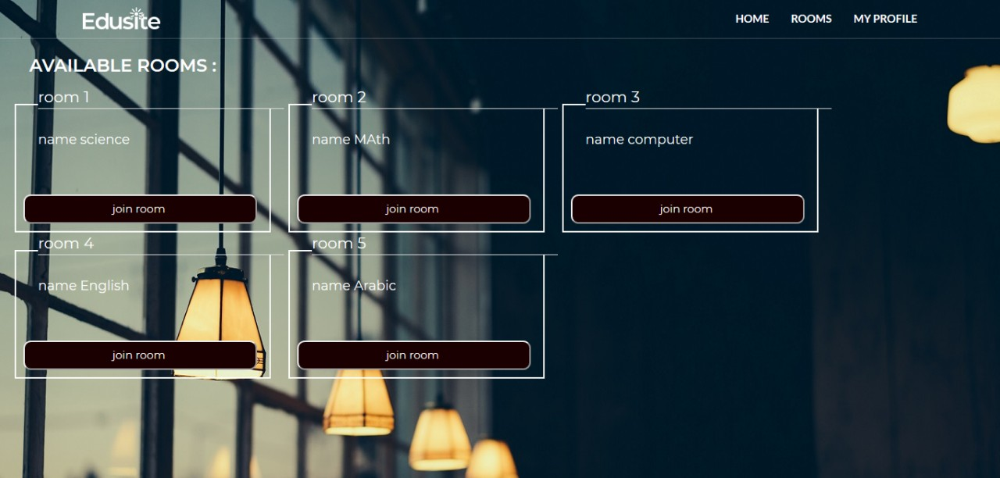 Edusite
HOME ROOMS MY PROFILE
AVAILABLE ROOMS :
room 1 room 2 room 3
name science name MAth name computer
join room join room join room
room 4 room 5
name English name Arabic
join room join room